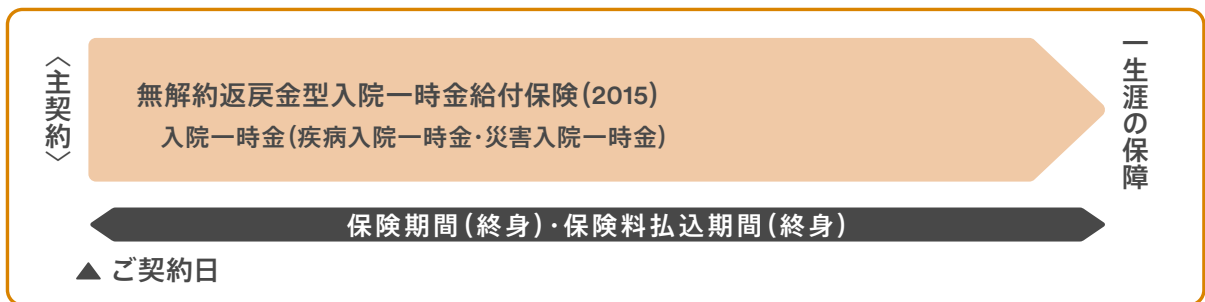 〈主契約〉
無解約返戻金型入院一時金給付保険(2015)
入院一時金(疾病入院一時金・災害入院一時金)
一生涯の保障
保険期間(終身)・保険料払込期間(終身)
▲ ご契約日